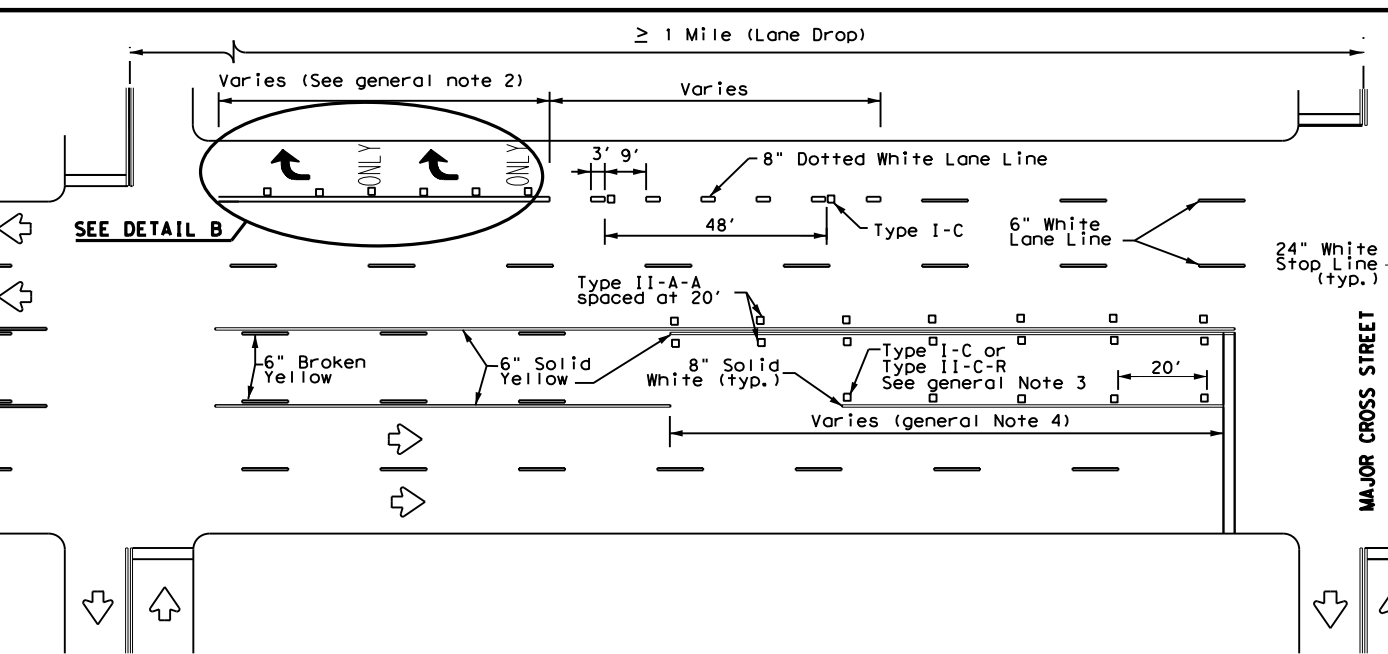 ≥ 1 Mile (Lane Drop)
Varies (See general note 2)
Varies
ONLY
ONLY
3' 9'
8" Dotted White Lane Line
SEE DETAIL B
48'
Type I-C
6" White
Lane Line
24" White
Stop Line
(typ.)
Type II-A-A
spaced at 20'
6" Broken
Yellow
6" Solid
Yellow
8" Solid
White (typ.)
Type I-C or
Type II-C-R
See general Note 3
20'
Varies (general Note 4)
MAJOR CROSS STREET